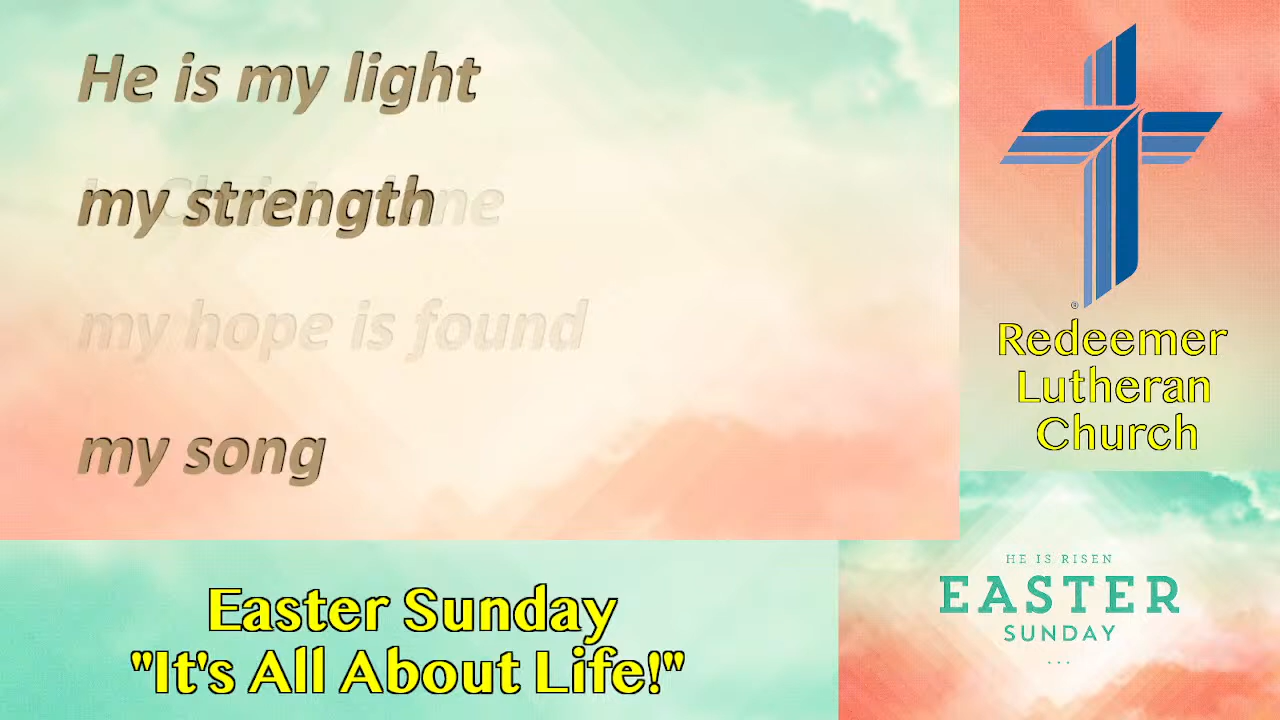 He is my light
my strength
my hope is found
my song
®
Redeemer
Lutheran
Church
HE IS RISEN
EASTER
SUNDAY
Easter Sunday
"It's All About Life!"